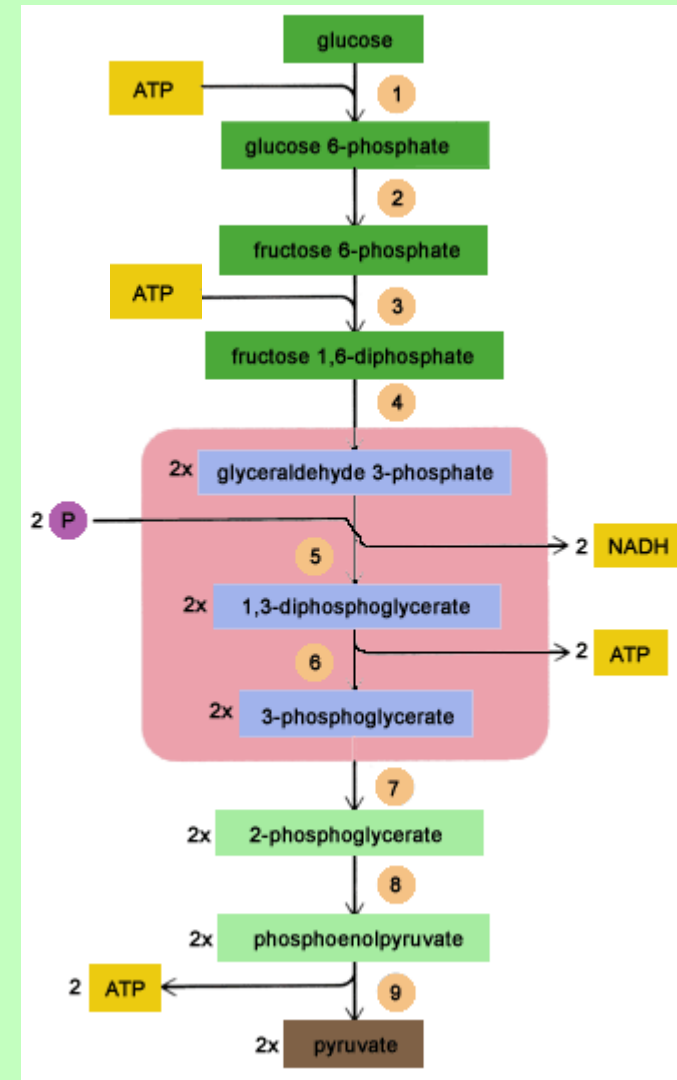 glucose
ATP
1
glucose 6-phosphate
2
fructose 6-phosphate
ATP
3
fructose 1,6-diphosphate
4
2x glyceraldehyde 3-phosphate
2 P
2 NADH
5
2x 1,3-diphosphoglycerate
2 ATP
6
2x 3-phosphoglycerate
7
2x 2-phosphoglycerate
8
2x phosphoenolpyruvate
2 ATP
9
2x pyruvate